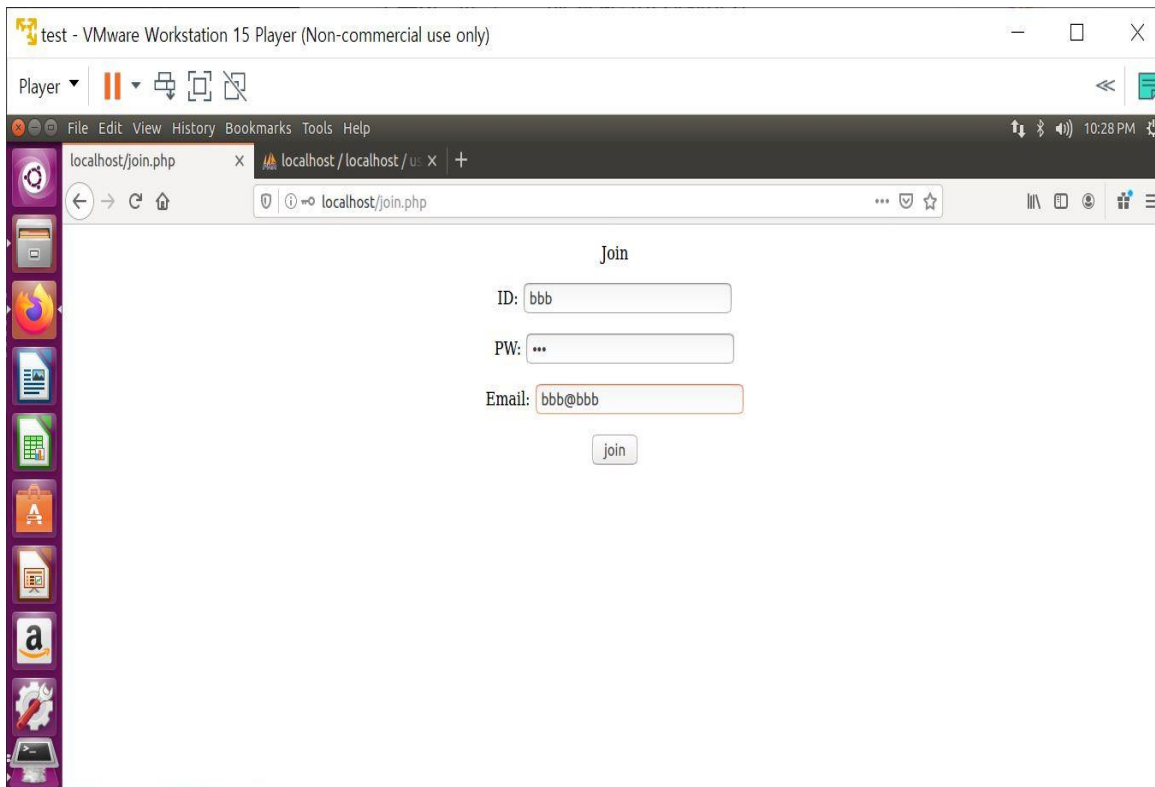 test - VMware Workstation 15 Player (Non-commercial use only)
Player
File Edit View History Bookmarks Tools Help
10:28 PM
localhost/join.php
localhost / localhost / us
localhost/join.php
Join
ID: bbb
PW: •••
Email: bbb@bbb
join